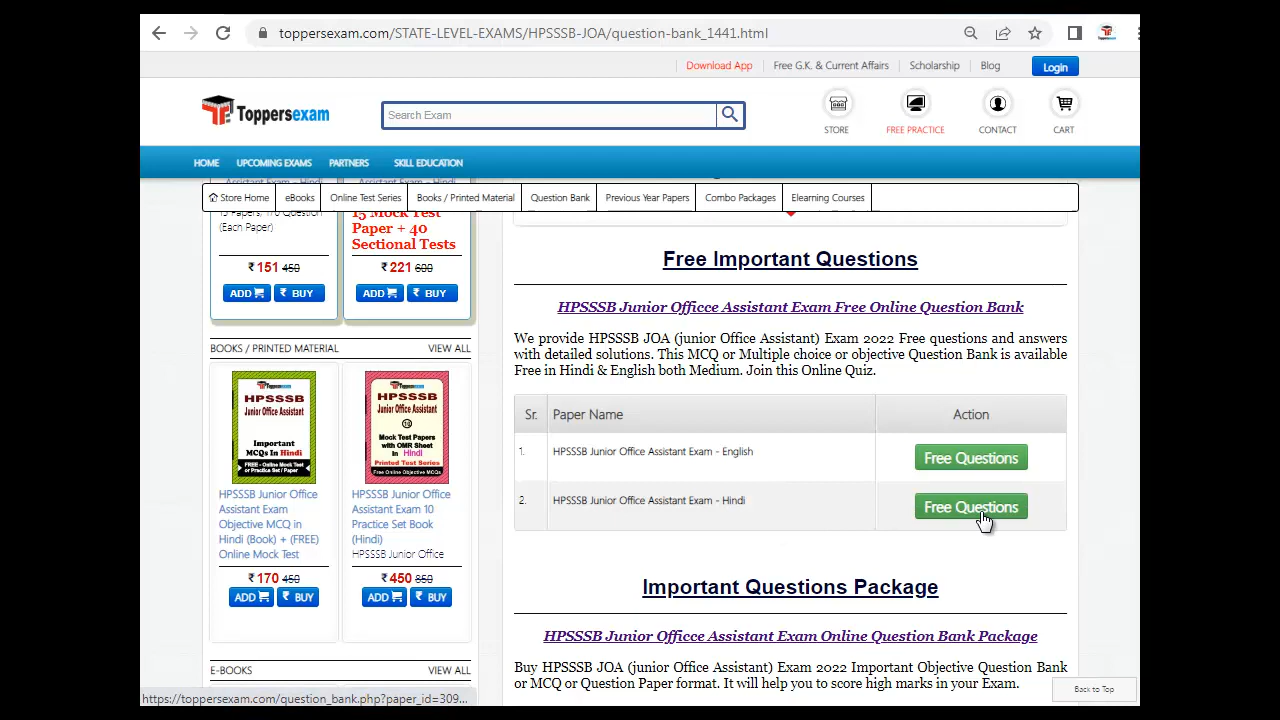 toppersexam.com/STATE-LEVEL-EXAMS/HPSSSB-JOA/question-bank_1441.html
Download App
Free G.K. & Current Affairs
Scholarship
Blog
Login
Toppersexam
Search Exam
STORE
FREE PRACTICE
CONTACT
CART
HOME
UPCOMING EXAMS
PARTNERS
SKILL EDUCATION
Store Home
eBooks
Online Test Series
Books / Printed Material
Question Bank
Previous Year Papers
Combo Packages
Elearning Courses
(Each Paper)
15 Mock Test
Paper + 40
Sectional Tests
₹ 151 450
₹ 221 600
ADD
₹ BUY
ADD
₹ BUY
BOOKS / PRINTED MATERIAL
VIEW ALL
HPSSSB
Junior Office Assistant
Important
MCQs In Hindi
HPSSSB
Junior Office Assistant
10
Mock Test Papers
with OMR Sheet
In Hindi
Printed Test Series
Free Online Objective MCQs
HPSSSB Junior Office
Assistant Exam
Objective MCQ in
Hindi (Book) + (FREE)
Online Mock Test
HPSSSB Junior Office
Assistant Exam 10
Practice Set Book
(Hindi)
HPSSSB Junior Office
₹ 170 450
₹ 450 850
ADD
₹ BUY
ADD
₹ BUY
E-BOOKS
VIEW ALL
Free Important Questions
HPSSSB Junior Officce Assistant Exam Free Online Question Bank
We provide HPSSSB JOA (junior Office Assistant) Exam 2022 Free questions and answers
with detailed solutions. This MCQ or Multiple choice or objective Question Bank is available
Free in Hindi & English both Medium. Join this Online Quiz.
Sr.
Paper Name
Action
1.
HPSSSB Junior Office Assistant Exam - English
Free Questions
2.
HPSSSB Junior Office Assistant Exam - Hindi
Free Questions
Important Questions Package
HPSSSB Junior Officce Assistant Exam Online Question Bank Package
Buy HPSSSB JOA (junior Office Assistant) Exam 2022 Important Objective Question Bank
or MCQ or Question Paper format. It will help you to score high marks in your Exam.
Back to Top
https://toppersexam.com/question_bank.php?paper_id=309...